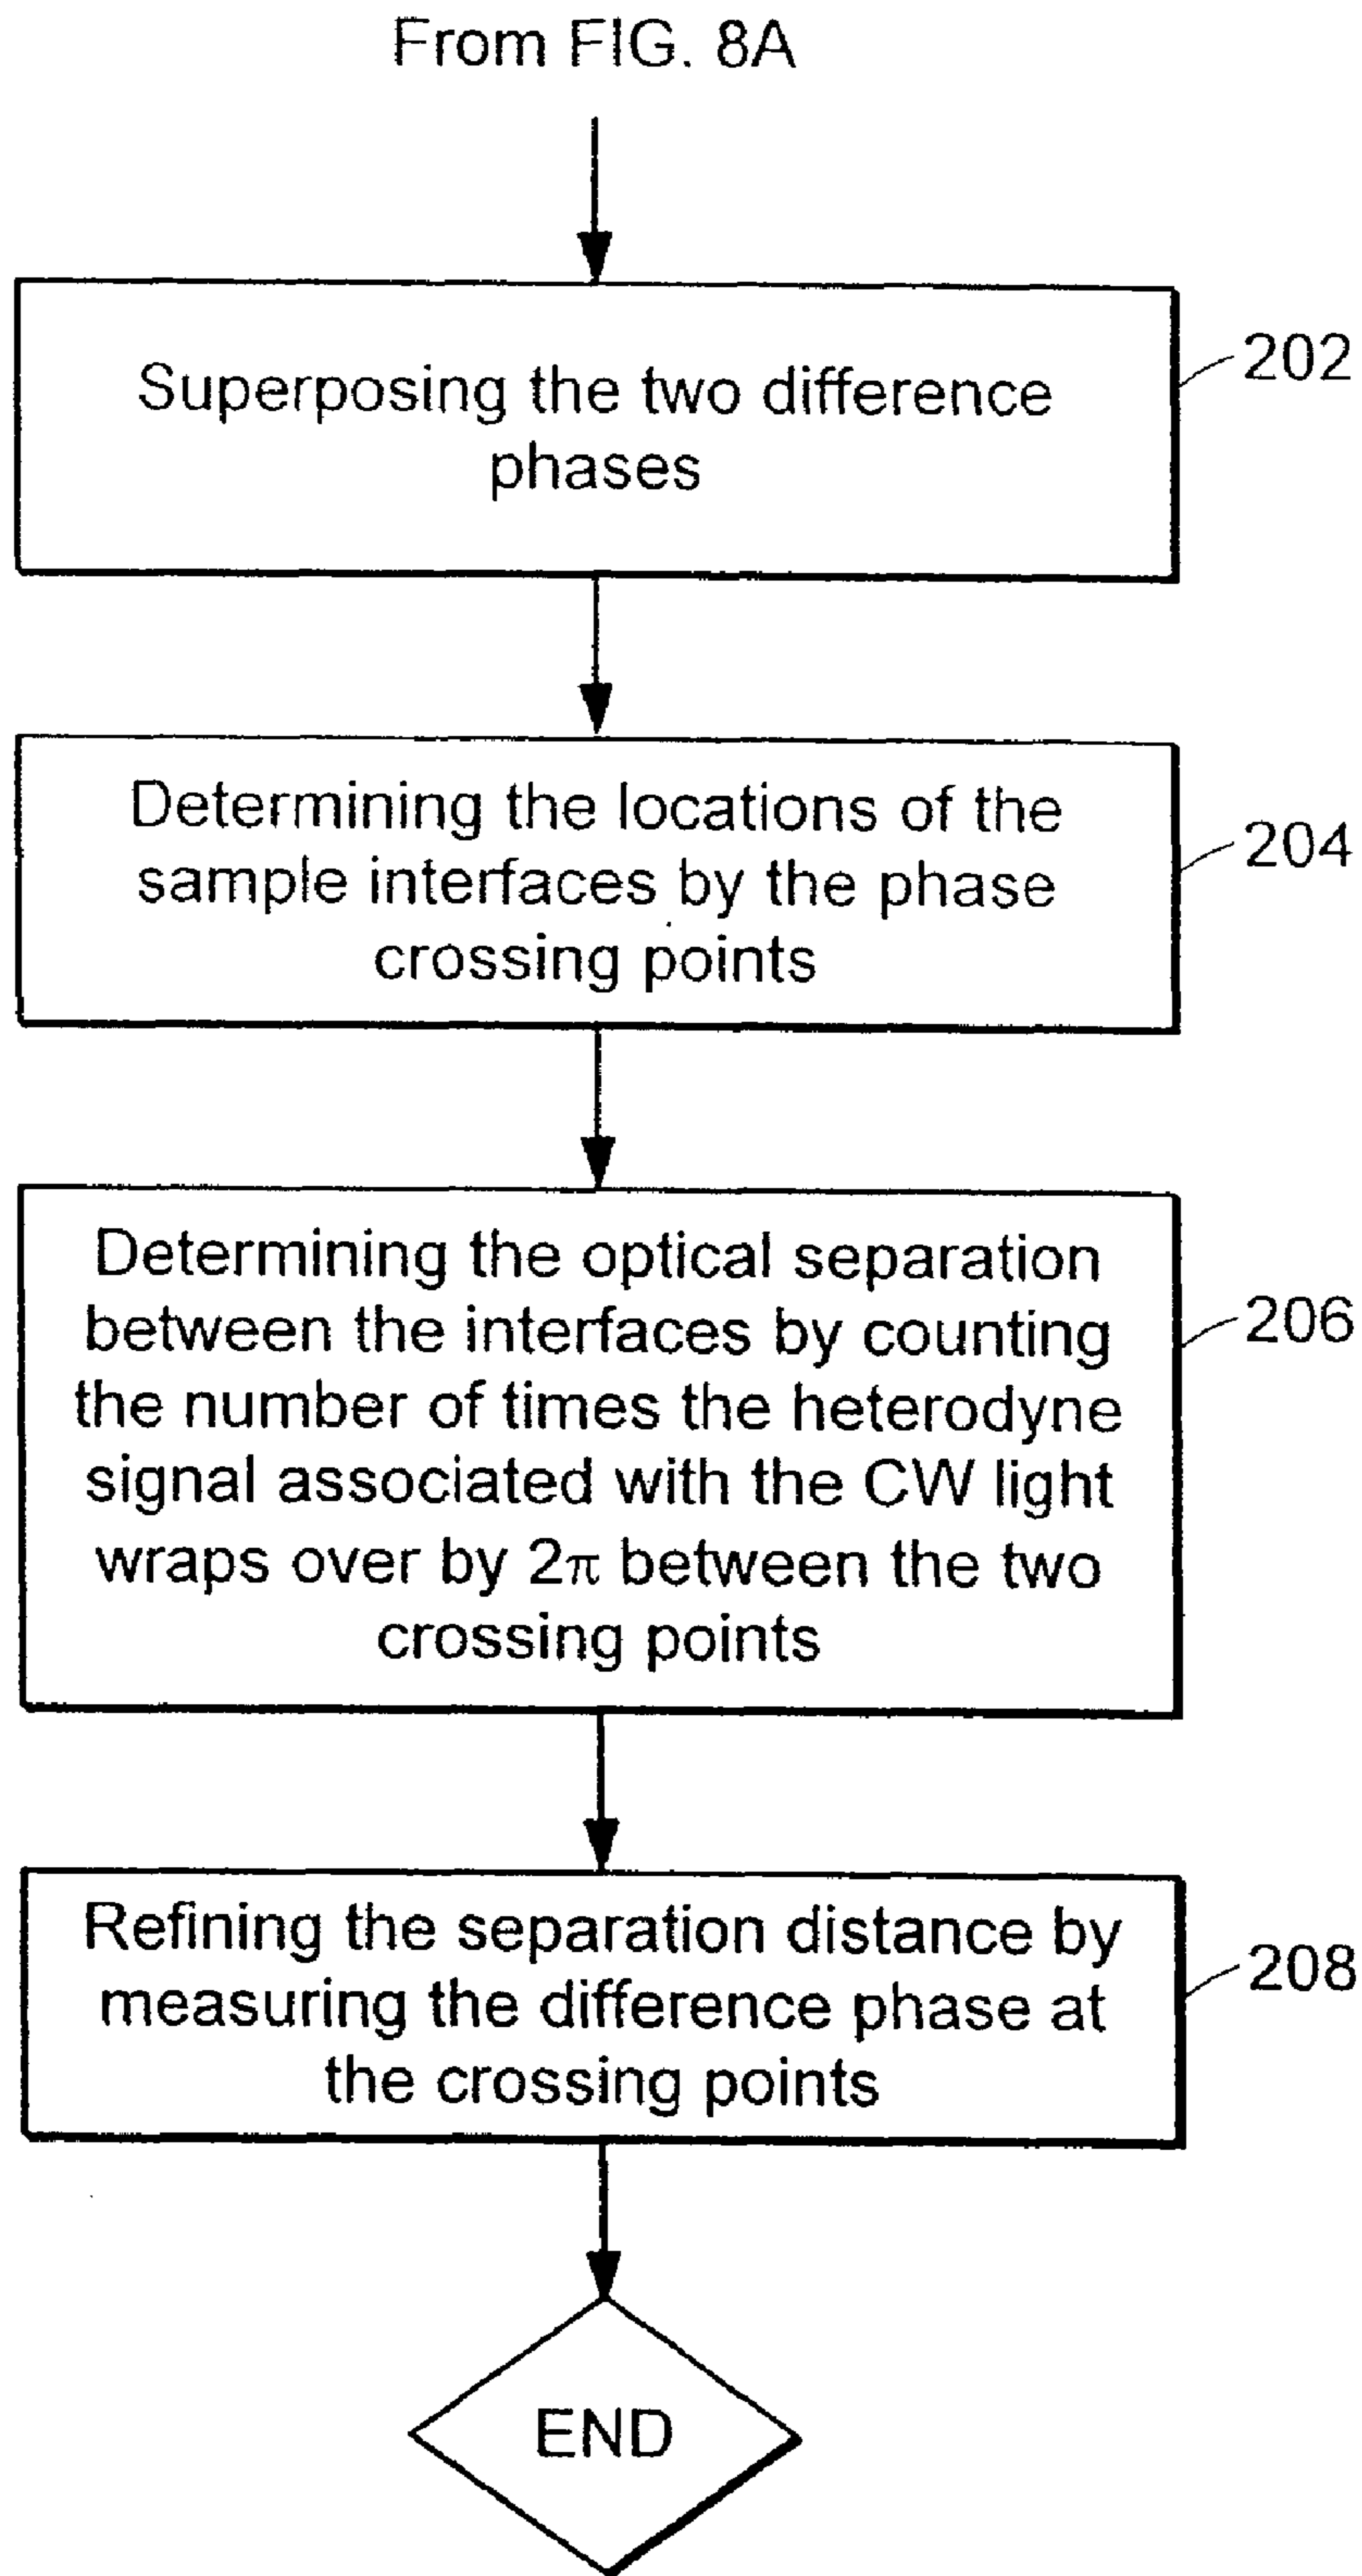 From FIG. 8A
Superposing the two difference
phases
202
Determining the locations of the
sample interfaces by the phase
crossing points
204
Determining the optical separation
between the interfaces by counting
the number of times the heterodyne
signal associated with the CW light
wraps over by 2π between the two
crossing points
206
Refining the separation distance by
measuring the difference phase at
the crossing points
208
END